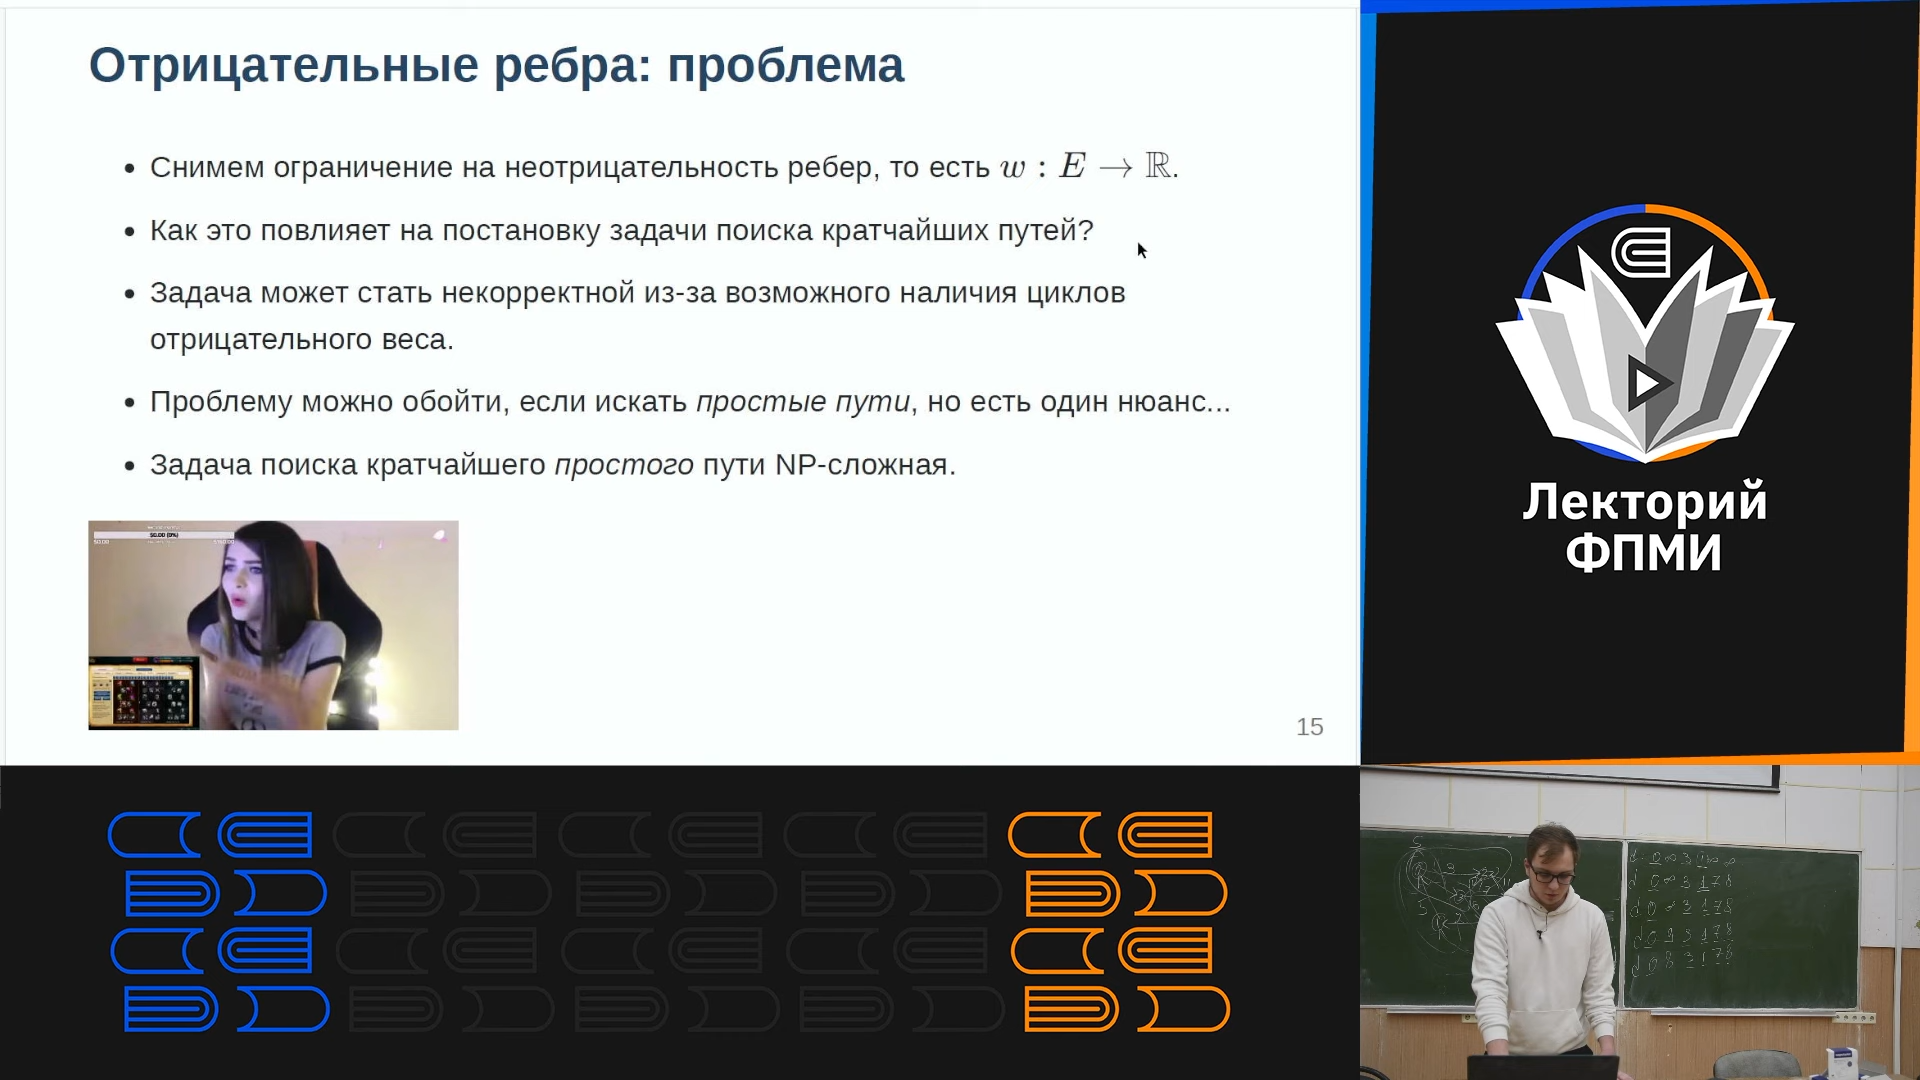 Отрицательные ребра: проблема
• Снимем ограничение на неотрицательность ребер, то есть w : E → ℝ.
• Как это повлияет на постановку задачи поиска кратчайших путей?
• Задача может стать некорректной из-за возможного наличия циклов
отрицательного веса.
• Проблему можно обойти, если искать простые пути, но есть один нюанс...
• Задача поиска кратчайшего простого пути NP-сложная.
15
Лекторий
ФПМИ